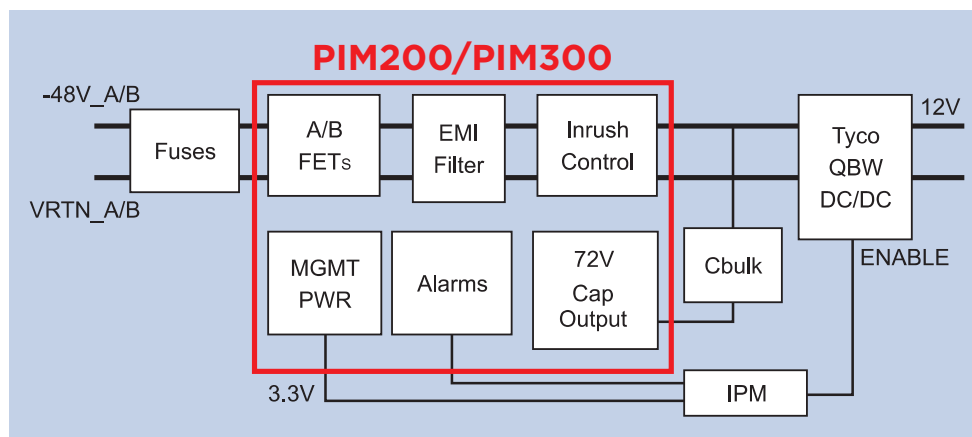 PIM200/PIM300
-48V_A/B
12V
Fuses
A/B
FETs
EMI
Filter
Inrush
Control
Tyco
QBW
DC/DC
VRTN_A/B
ENABLE
MGMT
PWR
Alarms
72V
Cap
Output
Cbulk
3.3V
IPM